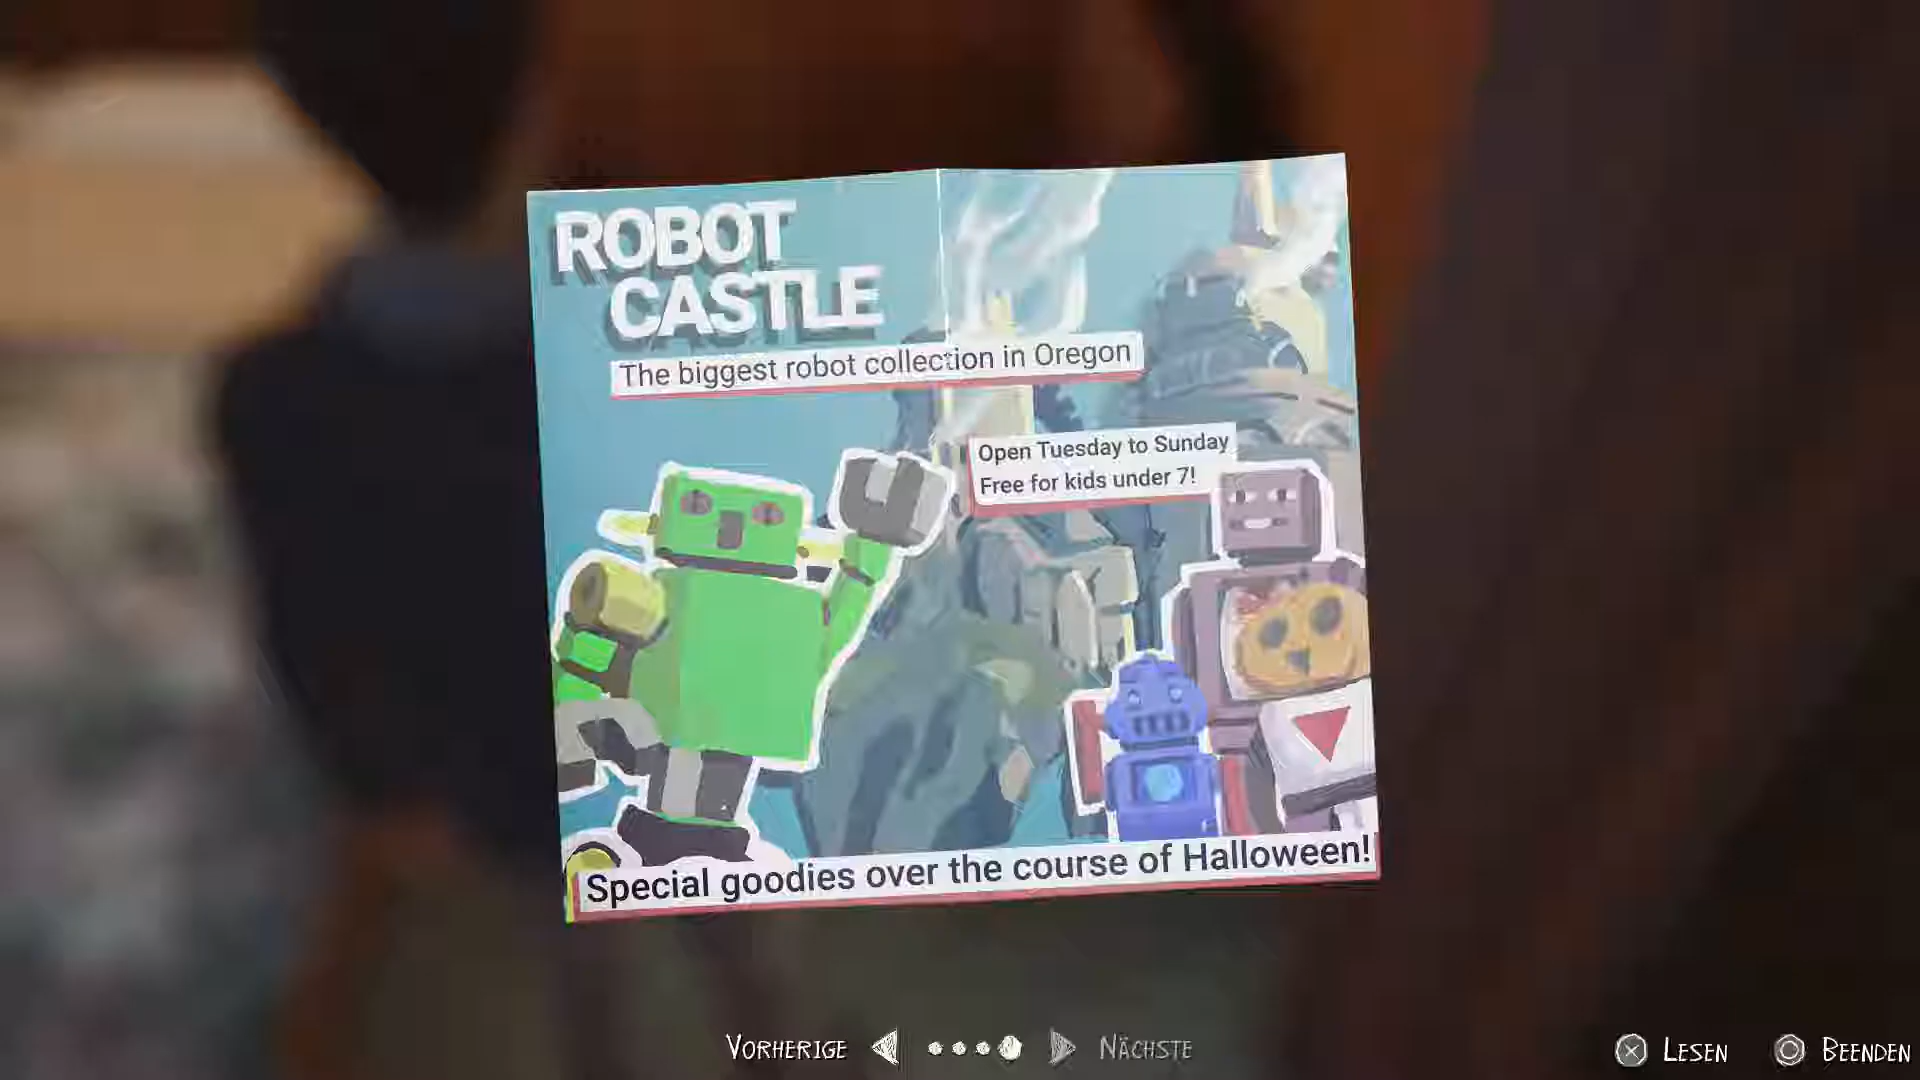 ROBOT
CASTLE
The biggest robot collection in Oregon
Open Tuesday to Sunday
Free for kids under 7!
Special goodies over the course of Halloween!
VORHERIGE
NÄCHSTE
LESEN
BEENDEN